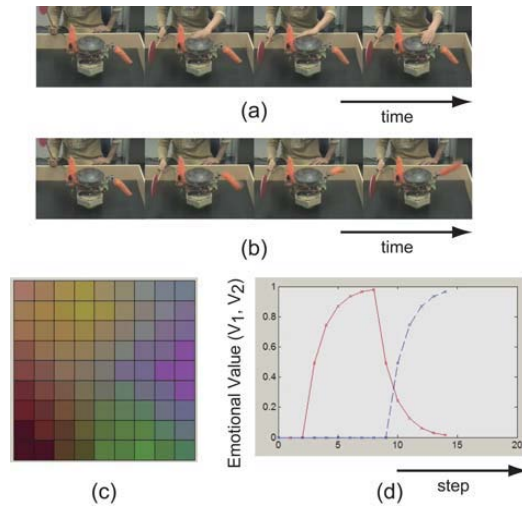 (a)
time
(b)
time
Emotional Value (V1, V2)
1
0.8
0.6
0.4
0.2
0
0
5
10
15
20
step
(c)
(d)